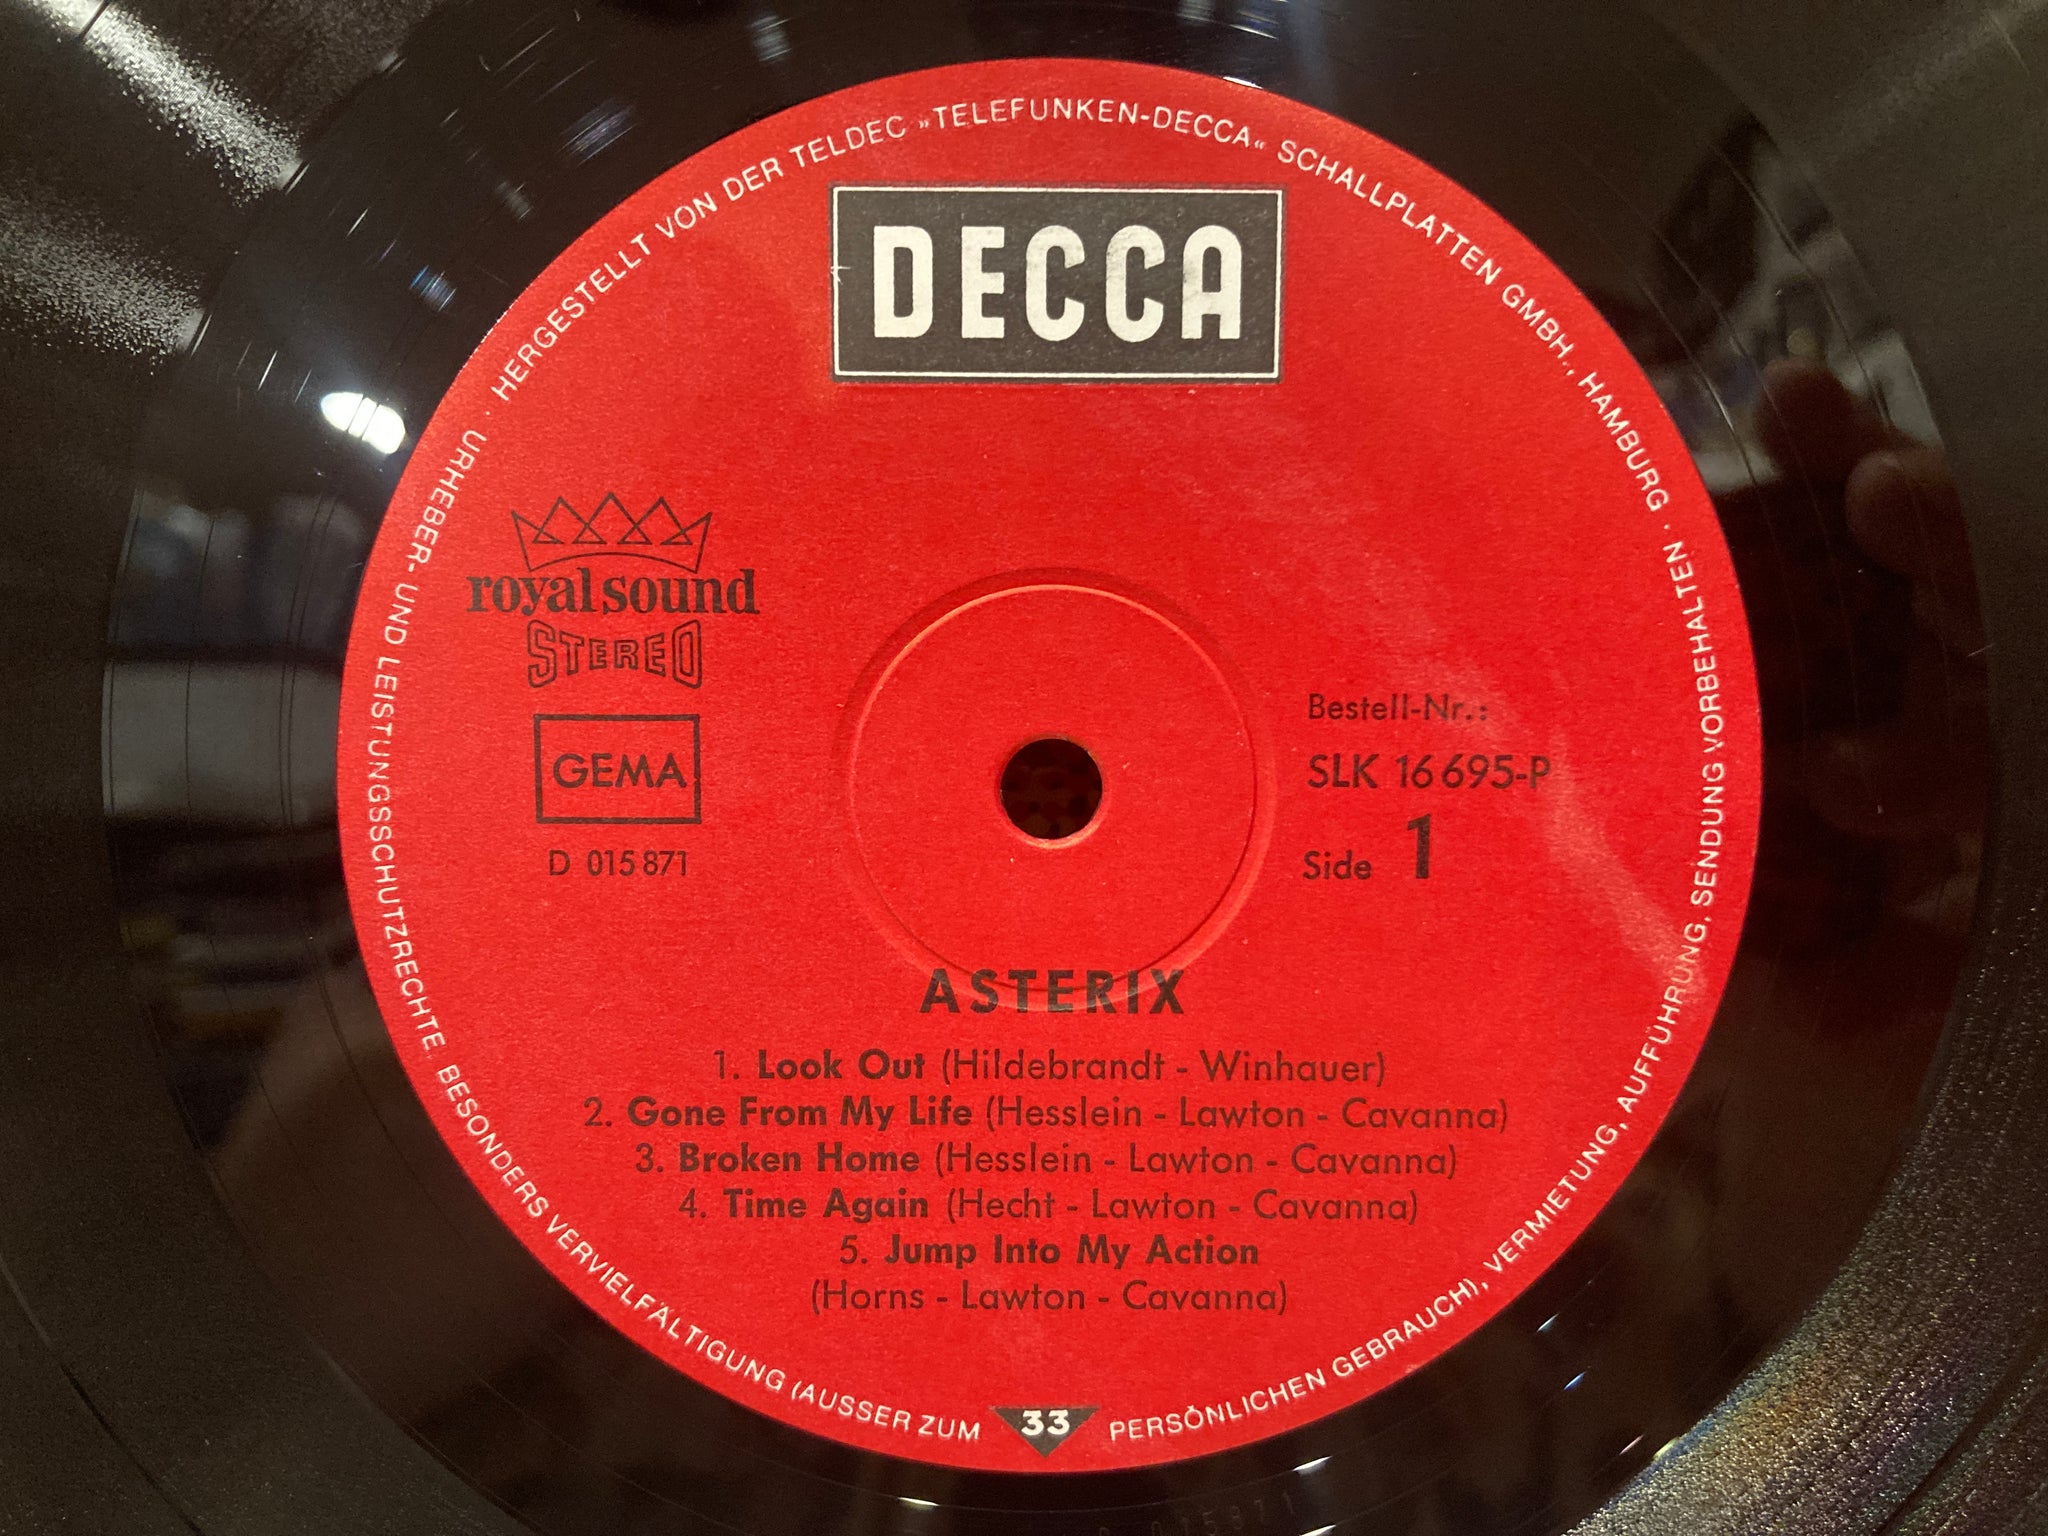 HERGESTELLT VON DER TELDEC »TELEFUNKEN-DECCA« SCHALLPLATTEN GMBH., HAMBURG · URHEBER- UND LEISTUNGSSCHUTZRECHTE, BESONDERS VERVIELFÄLTIGUNG (AUSSER ZUM PERSÖNLICHEN GEBRAUCH), VERMIETUNG, AUFFÜHRUNG, SENDUNG VORBEHALTEN ·
DECCA
royal sound
STEREO
GEMA
D 015 871
Bestell-Nr.:
SLK 16 695-P
Side 1
ASTERIX
1. Look Out (Hildebrandt - Winhauer)
2. Gone From My Life (Hesslein - Lawton - Cavanna)
3. Broken Home (Hesslein - Lawton - Cavanna)
4. Time Again (Hecht - Lawton - Cavanna)
5. Jump Into My Action
(Horns - Lawton - Cavanna)
33